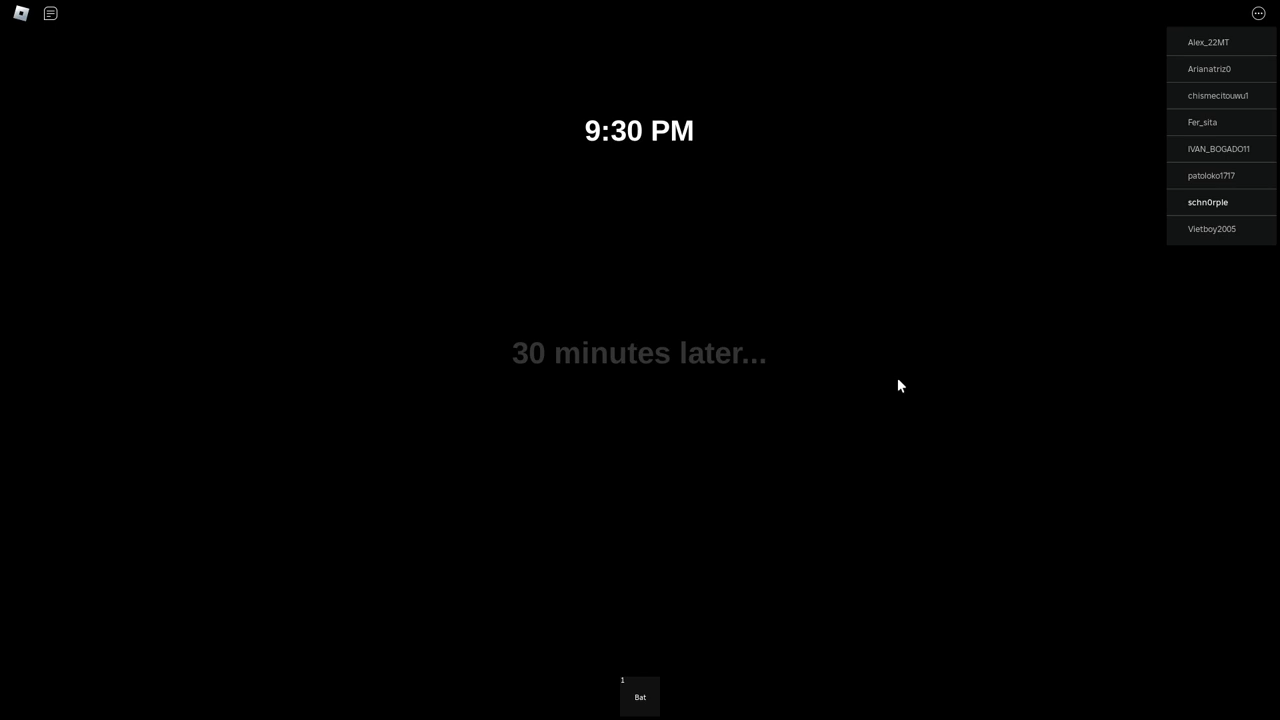 Alex_22MT
Arianatriz0
9:30 PM
chismecitouwu1
Fer_sita
IVAN_BOGADO11
patoloko1717
schn0rple
Vietboy2005
30 minutes later...
1
Bat